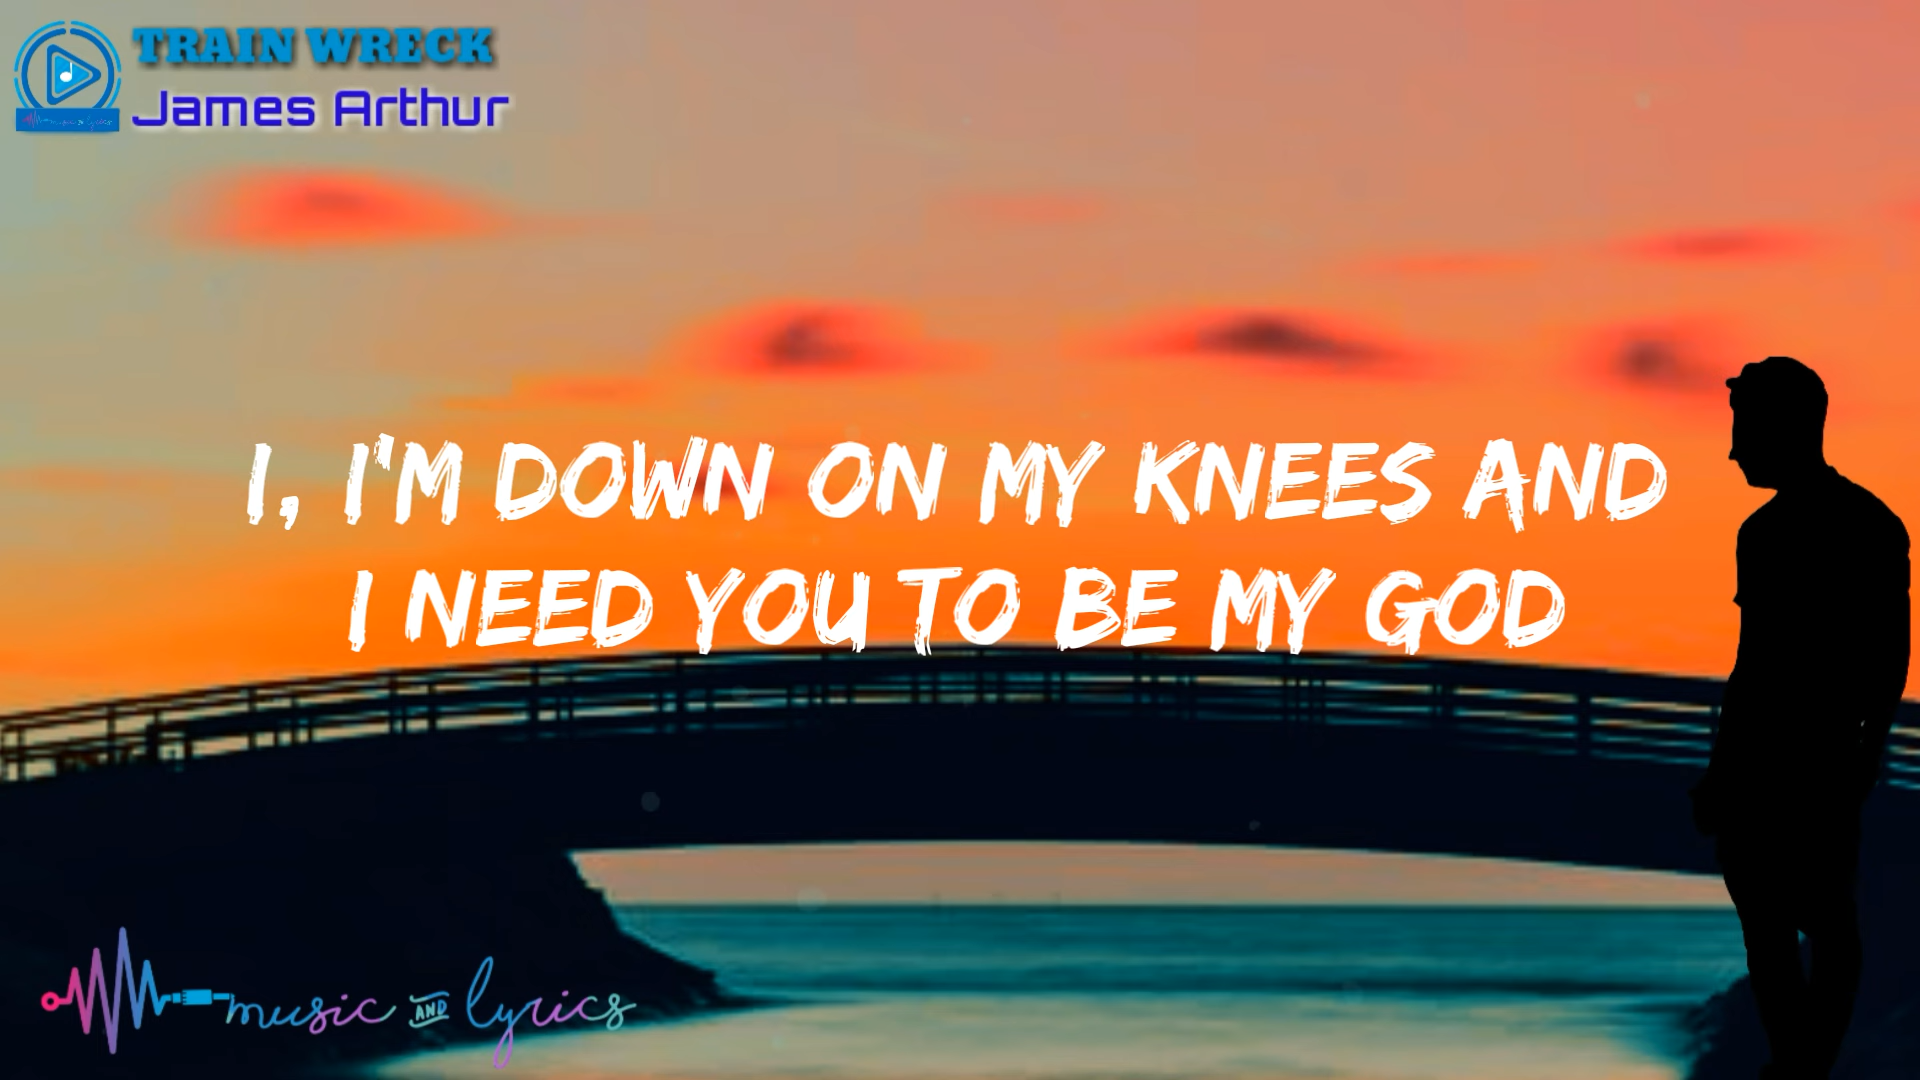 TRAIN WRECK
James Arthur
I, I'M DOWN ON MY KNEES AND
I NEED YOU TO BE MY GOD
music AND lyrics